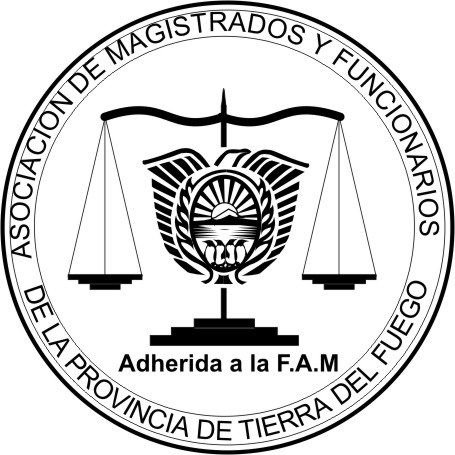 ASOCIACION DE MAGISTRADOS Y FUNCIONARIOS
DE LA PROVINCIA DE TIERRA DEL FUEGO
Adherida a la F.A.M